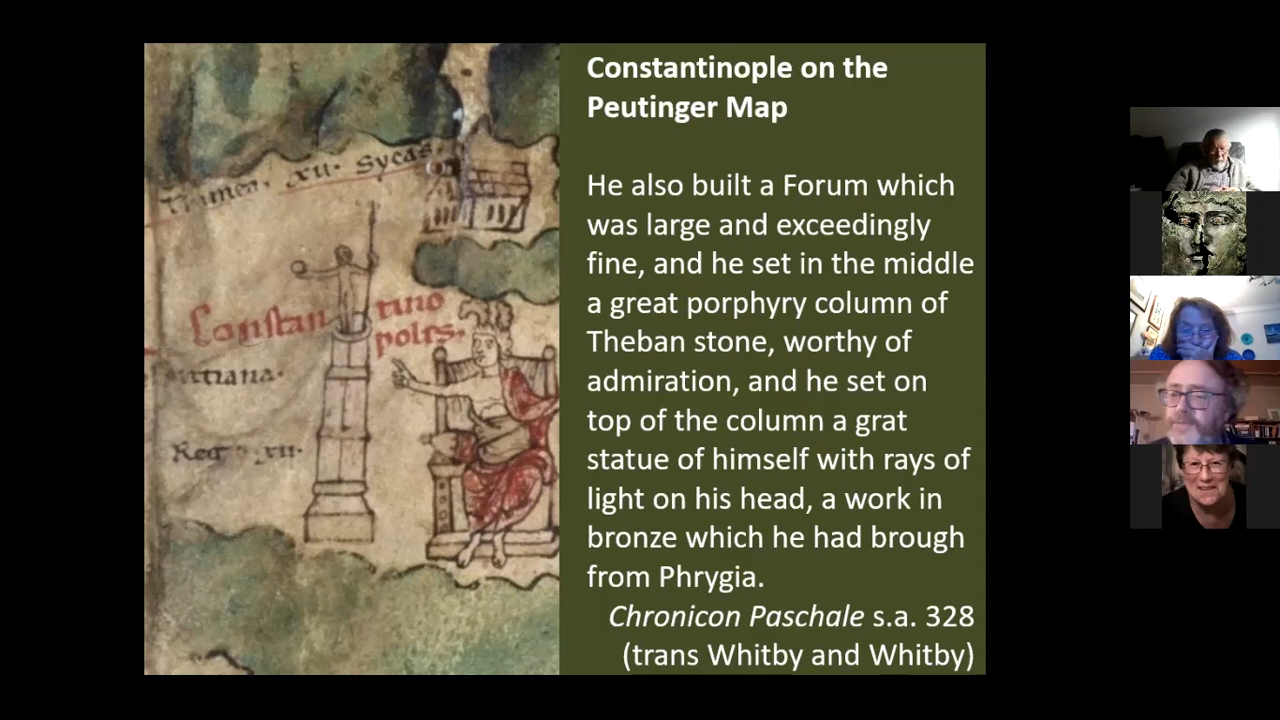 Constantinople on the
Peutinger Map
He also built a Forum which
was large and exceedingly
fine, and he set in the middle
a great porphyry column of
Theban stone, worthy of
admiration, and he set on
top of the column a grat
statue of himself with rays of
light on his head, a work in
bronze which he had brough
from Phrygia.
Chronicon Paschale s.a. 328
(trans Whitby and Whitby)
xii. Sycas.
Constan tino
polis.